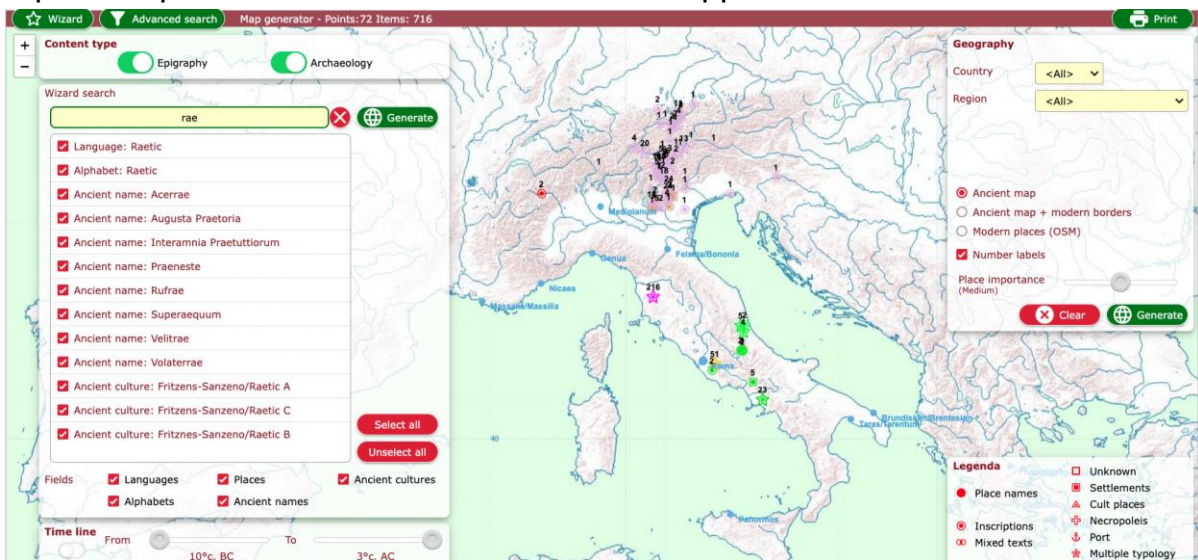 Wizard
Advanced search
Map generator - Points:72 Items: 716
Print
+
−
Content type
Epigraphy
Archaeology
Wizard search
rae
Generate
Language: Raetic
Alphabet: Raetic
Ancient name: Acerrae
Ancient name: Augusta Praetoria
Ancient name: Interamnia Praetuttiorum
Ancient name: Praeneste
Ancient name: Rufrae
Ancient name: Superaequum
Ancient name: Velitrae
Ancient name: Volaterrae
Ancient culture: Fritzens-Sanzeno/Raetic A
Ancient culture: Fritzens-Sanzeno/Raetic C
Ancient culture: Fritznes-Sanzeno/Raetic B
Select all
Unselect all
Fields
Languages
Places
Ancient cultures
Alphabets
Ancient names
Time line
From
To
10°c. BC
3°c. AC
Mediolanum
Genua
Felsina/Bononia
Nicaea
Massalia/Massilia
216
51
Roma
5
23
Brundisium/Brentesion
Taras/Tarentum
40
Panormos
Geography
Country
<All>
Region
<All>
Ancient map
Ancient map + modern borders
Modern places (OSM)
Number labels
Place importance
(Medium)
Clear
Generate
Legenda
Place names
Inscriptions
Mixed texts
Unknown
Settlements
Cult places
Necropoleis
Port
Multiple typology